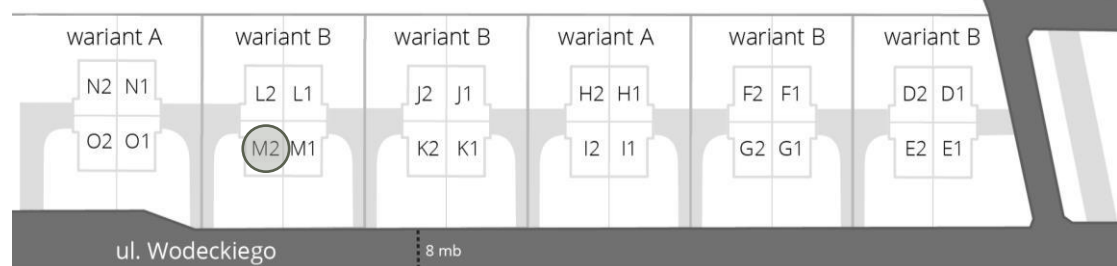 wariant A wariant B wariant B wariant A wariant B wariant B
N2 N1 L2 L1 J2 J1 H2 H1 F2 F1 D2 D1
O2 O1 M2 M1 K2 K1 I2 I1 G2 G1 E2 E1
ul. Wodeckiego 8 mb